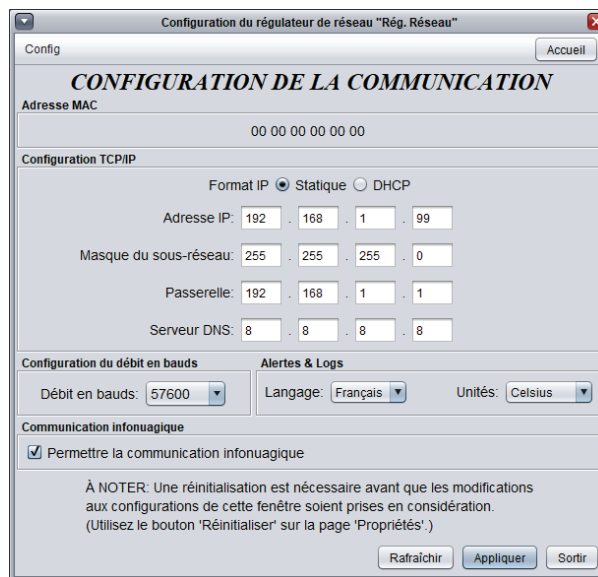 Configuration du régulateur de réseau "Rég. Réseau"
Config Accueil
CONFIGURATION DE LA COMMUNICATION
Adresse MAC
00 00 00 00 00 00
Configuration TCP/IP
Format IP Statique DHCP
Adresse IP: 192 . 168 . 1 . 99
Masque du sous-réseau: 255 . 255 . 255 . 0
Passerelle: 192 . 168 . 1 . 1
Serveur DNS: 8 . 8 . 8 . 8
Configuration du débit en bauds Alertes & Logs
Débit en bauds: 57600 Langage: Français Unités: Celsius
Communication infonuagique
Permettre la communication infonuagique
À NOTER: Une réinitialisation est nécessaire avant que les modifications
aux configurations de cette fenêtre soient prises en considération.
(Utilisez le bouton 'Réinitialiser' sur la page 'Propriétés'.)
Rafraîchir Appliquer Sortir